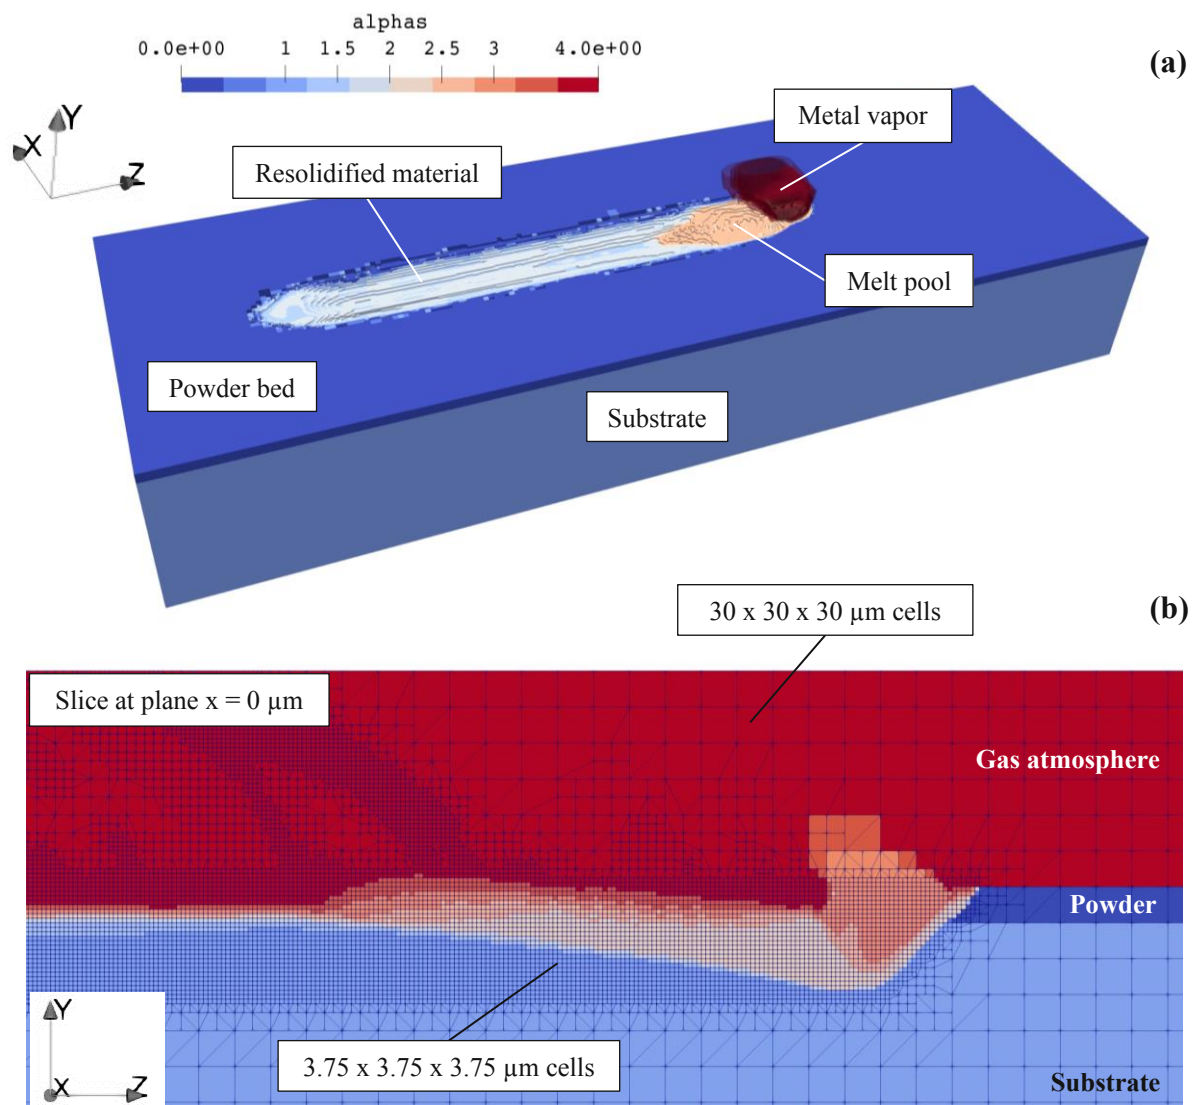 alphas
0.0e+00 1 1.5 2 2.5 3 4.0e+00
(a)
Metal vapor
Y
X
Z
Resolidified material
Melt pool
Powder bed
Substrate
(b)
30 x 30 x 30 µm cells
Slice at plane x = 0 µm
Gas atmosphere
Powder
Y
3.75 x 3.75 x 3.75 µm cells
X Z
Substrate